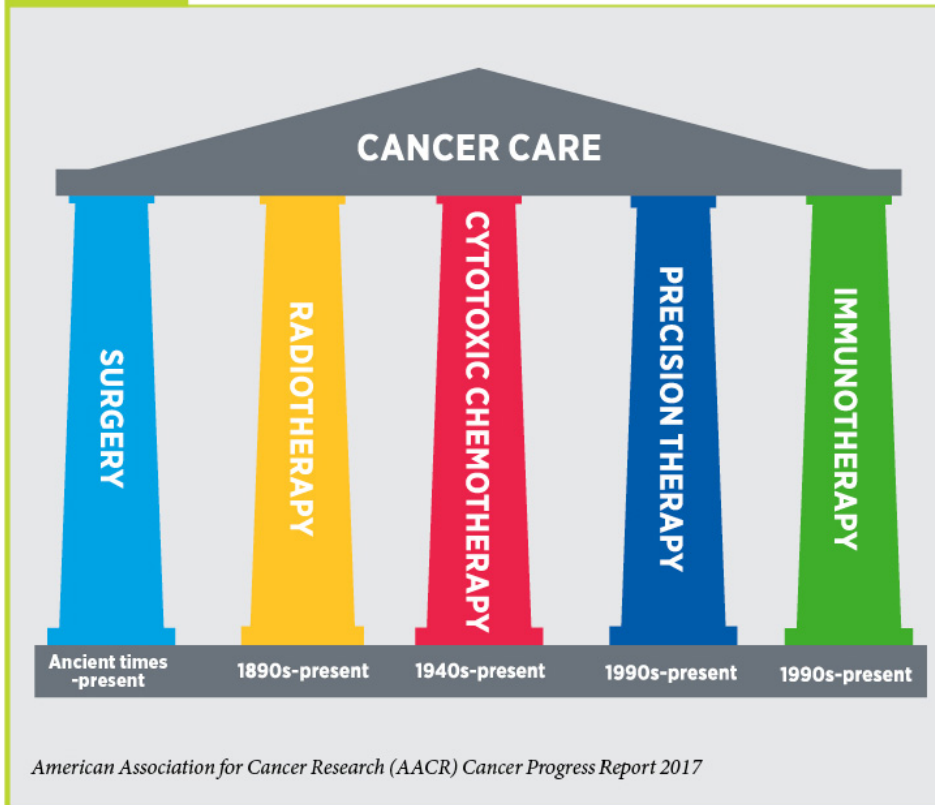 CANCER CARE
SURGERY
RADIOTHERAPY
CYTOTOXIC CHEMOTHERAPY
PRECISION THERAPY
IMMUNOTHERAPY
Ancient times
-present
1890s-present
1940s-present
1990s-present
1990s-present
American Association for Cancer Research (AACR) Cancer Progress Report 2017